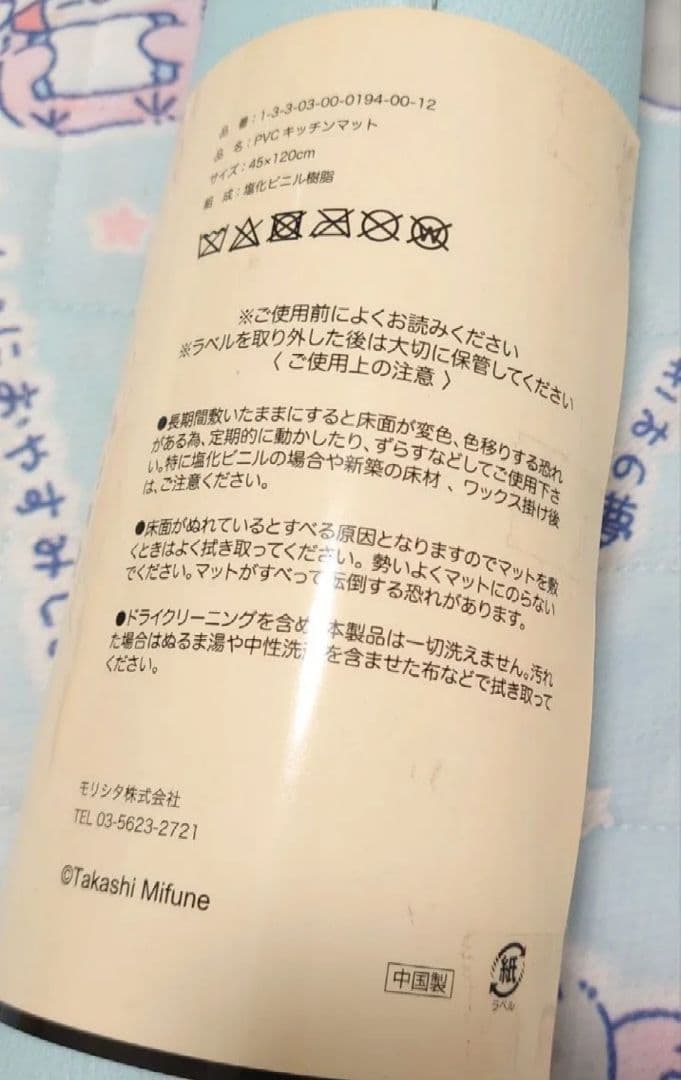 品 番：1-3-3-03-00-0194-00-12
品 名：PVCキッチンマット
サイズ：45×120cm
組 成：塩化ビニル樹脂
※ご使用前によくお読みください
※ラベルを取り外した後は大切に保管してください
〈 ご使用上の注意 〉
●長期間敷いたままにすると床面が変色、色移りする恐れ
がある為、定期的に動かしたり、ずらすなどしてご使用下さ
い。特に塩化ビニルの場合や新築の床材 、ワックス掛け後
は、ご注意ください。
●床面がぬれているとすべる原因となりますのでマットを敷
くときはよく拭き取ってください。勢いよくマットにのらない
でください。マットがすべって転倒する恐れがあります。
●ドライクリーニングを含め 本製品は一切洗えません。汚れ
た場合はぬるま湯や中性洗 を含ませた布などで拭き取って
ください。
モリシタ株式会社
TEL 03-5623-2721
©Takashi Mifune
中国製
紙
ラベル
おやすみ
きみの夢